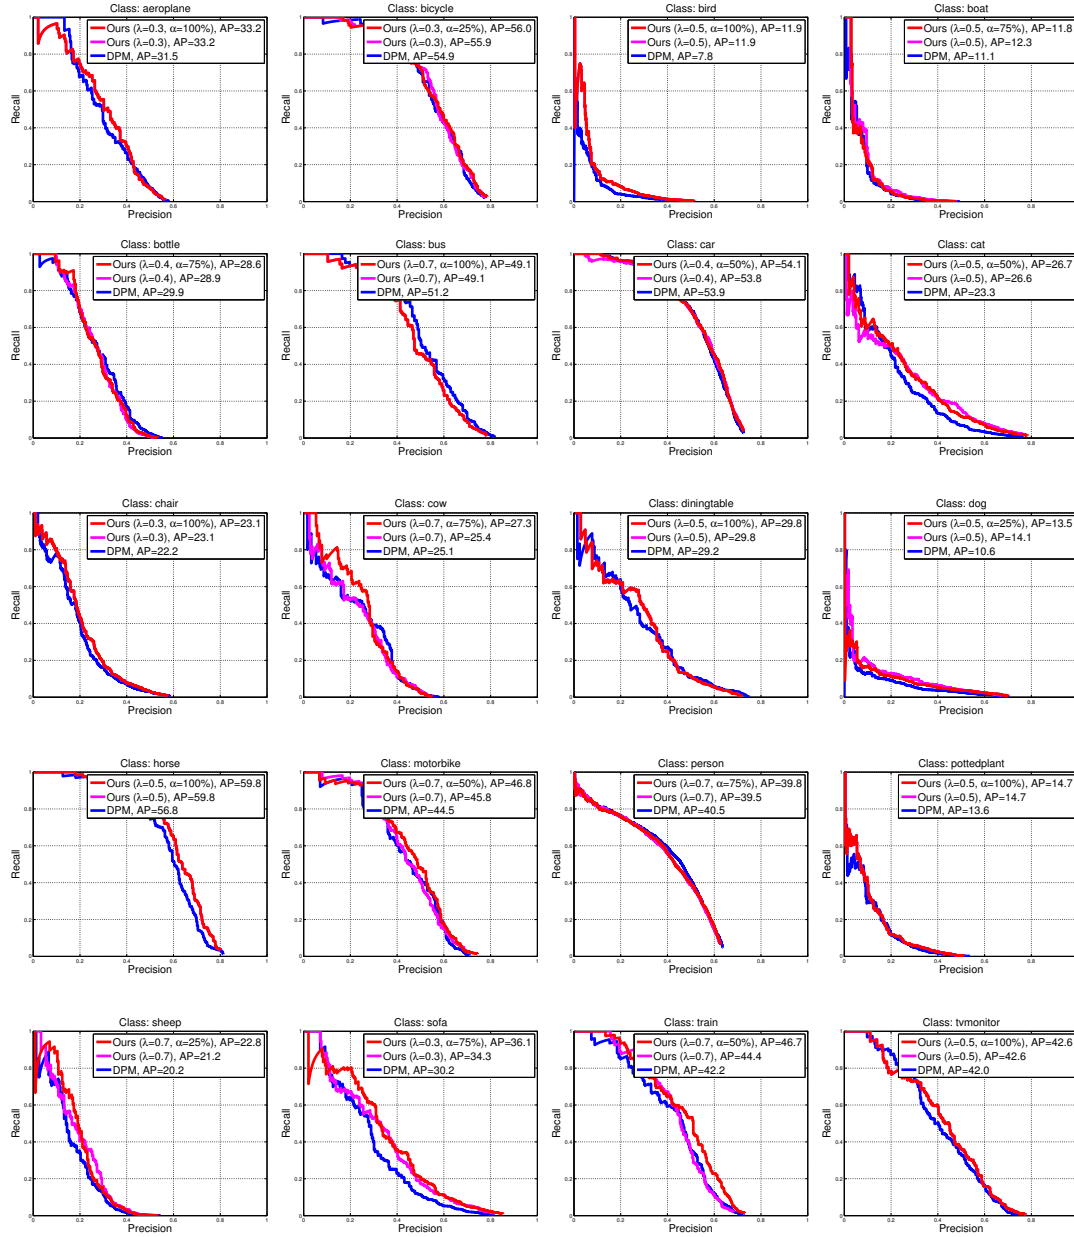 Class: aeroplane
Ours (λ=0.3, α=100%), AP=33.2
Ours (λ=0.3), AP=33.2
DPM, AP=31.5
Recall
Precision
Class: bicycle
Ours (λ=0.3, α=25%), AP=56.0
Ours (λ=0.3), AP=55.9
DPM, AP=54.9
Recall
Precision
Class: bird
Ours (λ=0.5, α=100%), AP=11.9
Ours (λ=0.5), AP=11.9
DPM, AP=7.8
Recall
Precision
Class: boat
Ours (λ=0.5, α=75%), AP=11.8
Ours (λ=0.5), AP=12.3
DPM, AP=11.1
Recall
Precision
Class: bottle
Ours (λ=0.4, α=75%), AP=28.6
Ours (λ=0.4), AP=28.9
DPM, AP=29.9
Recall
Precision
Class: bus
Ours (λ=0.7, α=100%), AP=49.1
Ours (λ=0.7), AP=49.1
DPM, AP=51.2
Recall
Precision
Class: car
Ours (λ=0.4, α=50%), AP=54.1
Ours (λ=0.4), AP=53.8
DPM, AP=53.9
Recall
Precision
Class: cat
Ours (λ=0.5, α=50%), AP=26.7
Ours (λ=0.5), AP=26.6
DPM, AP=23.3
Recall
Precision
Class: chair
Ours (λ=0.3, α=100%), AP=23.1
Ours (λ=0.3), AP=23.1
DPM, AP=22.2
Recall
Precision
Class: cow
Ours (λ=0.7, α=75%), AP=27.3
Ours (λ=0.7), AP=25.4
DPM, AP=25.1
Recall
Precision
Class: diningtable
Ours (λ=0.5, α=100%), AP=29.8
Ours (λ=0.5), AP=29.8
DPM, AP=29.2
Recall
Precision
Class: dog
Ours (λ=0.5, α=25%), AP=13.5
Ours (λ=0.5), AP=14.1
DPM, AP=10.6
Recall
Precision
Class: horse
Ours (λ=0.5, α=100%), AP=59.8
Ours (λ=0.5), AP=59.8
DPM, AP=56.8
Recall
Precision
Class: motorbike
Ours (λ=0.7, α=50%), AP=46.8
Ours (λ=0.7), AP=45.8
DPM, AP=44.5
Recall
Precision
Class: person
Ours (λ=0.7, α=75%), AP=39.8
Ours (λ=0.7), AP=39.5
DPM, AP=40.5
Recall
Precision
Class: pottedplant
Ours (λ=0.5, α=100%), AP=14.7
Ours (λ=0.5), AP=14.7
DPM, AP=13.6
Recall
Precision
Class: sheep
Ours (λ=0.7, α=25%), AP=22.8
Ours (λ=0.7), AP=21.2
DPM, AP=20.2
Recall
Precision
Class: sofa
Ours (λ=0.3, α=75%), AP=36.1
Ours (λ=0.3), AP=34.3
DPM, AP=30.2
Recall
Precision
Class: train
Ours (λ=0.7, α=50%), AP=46.7
Ours (λ=0.7), AP=44.4
DPM, AP=42.2
Recall
Precision
Class: tvmonitor
Ours (λ=0.5, α=100%), AP=42.6
Ours (λ=0.5), AP=42.6
DPM, AP=42.0
Recall
Precision